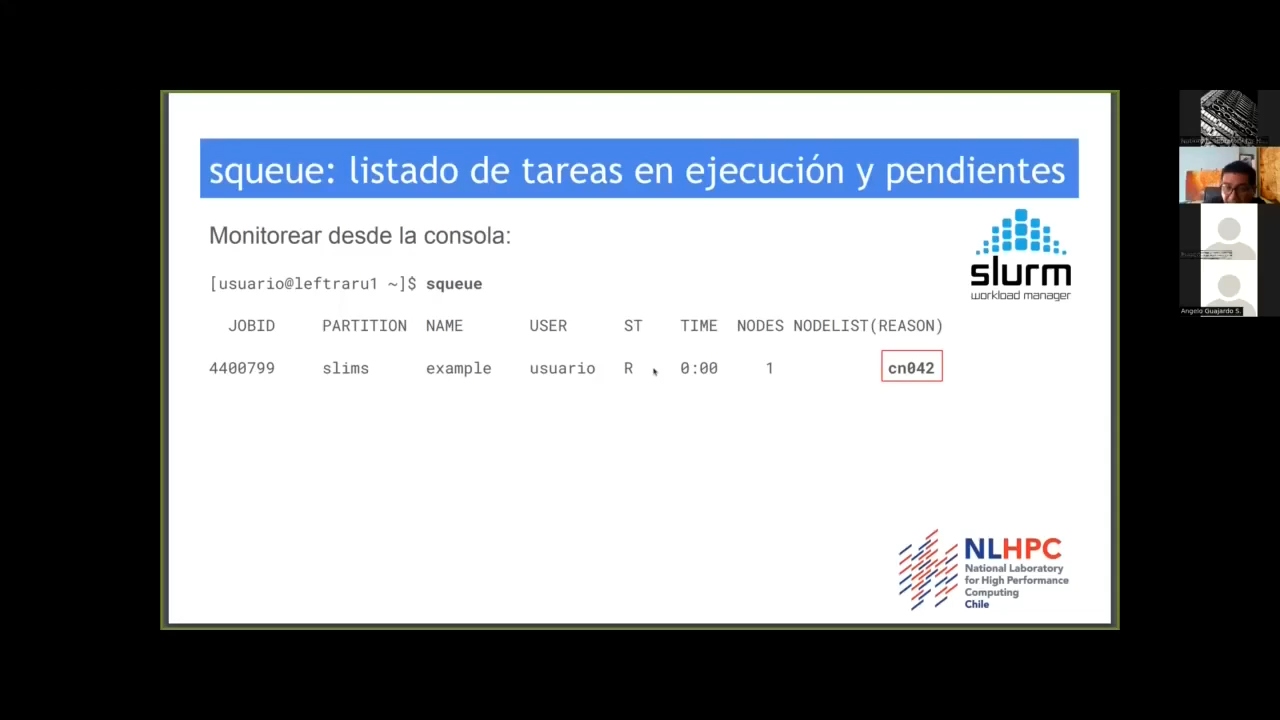 squeue: listado de tareas en ejecución y pendientes
Monitorear desde la consola:
[usuario@leftraru1 ~]$ squeue
JOBID PARTITION NAME USER ST TIME NODES NODELIST(REASON)
4400799 slims example usuario R 0:00 1 cn042
slurm
workload manager
NLHPC
National Laboratory
for High Performance
Computing
Chile
Angelo Guajardo S.